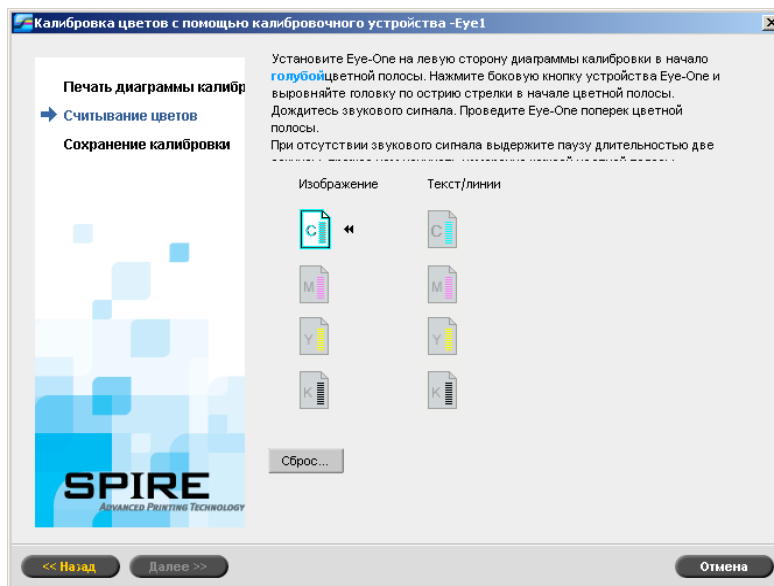 Калибровка цветов с помощью калибровочного устройства -Eye1
Печать диаграммы калибр
Считывание цветов
Сохранение калибровки
Установите Eye-One на левую сторону диаграммы калибровки в начало
голубойцветной полосы. Нажмите боковую кнопку устройства Eye-One и
выровняйте головку по острию стрелки в начале цветной полосы.
Дождитесь звукового сигнала. Проведите Eye-One поперек цветной
полосы.
При отсутствии звукового сигнала выдержите паузу длительностью две
Изображение
Текст/линии
C
C
M
M
Y
Y
K
K
Сброс...
SPIRE
ADVANCED PRINTING TECHNOLOGY
<< Назад
Далее >>
Отмена